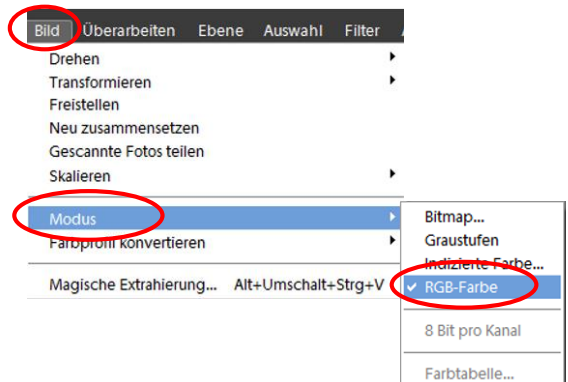 Bild Überarbeiten Ebene Auswahl Filter
Drehen
Transformieren
Freistellen
Neu zusammensetzen
Gescannte Fotos teilen
Skalieren
Modus
Farbprofil konvertieren
Magische Extrahierung... Alt+Umschalt+Strg+V
Bitmap...
Graustufen
Indizierte Farbe...
RGB-Farbe
8 Bit pro Kanal
Farbtabelle...